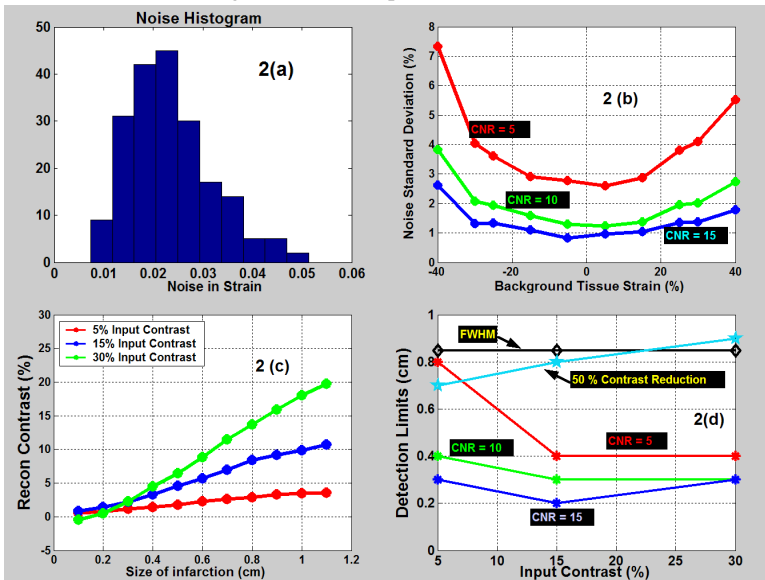 Noise Histogram
50
40
30
20
10
0
2(a)
0
0.01
0.02
0.03
0.04
0.05
0.06
Noise in Strain
Noise Standard Deviation (%)
8
7
6
5
4
3
2
1
0
2 (b)
CNR = 5
CNR = 10
CNR = 15
-40
-20
0
20
40
Background Tissue Strain (%)
Recon Contrast (%)
30
25
20
15
10
5
0
-5
5% Input Contrast
15% Input Contrast
30% Input Contrast
2 (c)
0
0.2
0.4
0.6
0.8
1
1.2
Size of infarction (cm)
Detection Limits (cm)
1
0.8
0.6
0.4
0.2
0
FWHM
50 % Contrast Reduction
2(d)
CNR = 5
CNR = 10
CNR = 15
5
10
15
20
25
30
Input Contrast (%)